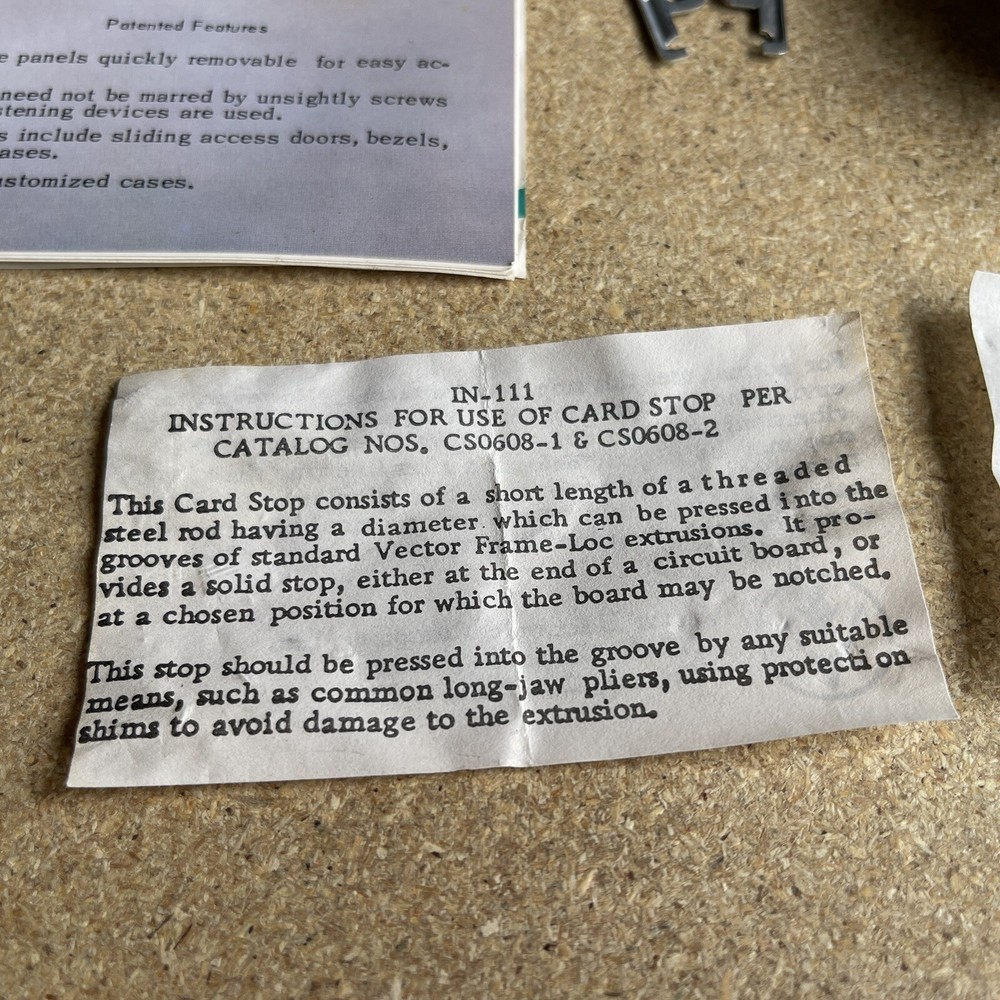 Patented Features
e panels quickly removable for easy ac-
need not be marred by unsightly screws
stening devices are used.
s include sliding access doors, bezels,
ases.
ustomized cases.
IN-111
INSTRUCTIONS FOR USE OF CARD STOP PER
CATALOG NOS. CS0608-1 & CS0608-2
This Card Stop consists of a short length of a threaded
steel rod having a diameter which can be pressed into the
grooves of standard Vector Frame-Loc extrusions. It pro-
vides a solid stop, either at the end of a circuit board, or
at a chosen position for which the board may be notched.
This stop should be pressed into the groove by any suitable
means, such as common long-jaw pliers, using protection
shims to avoid damage to the extrusion.